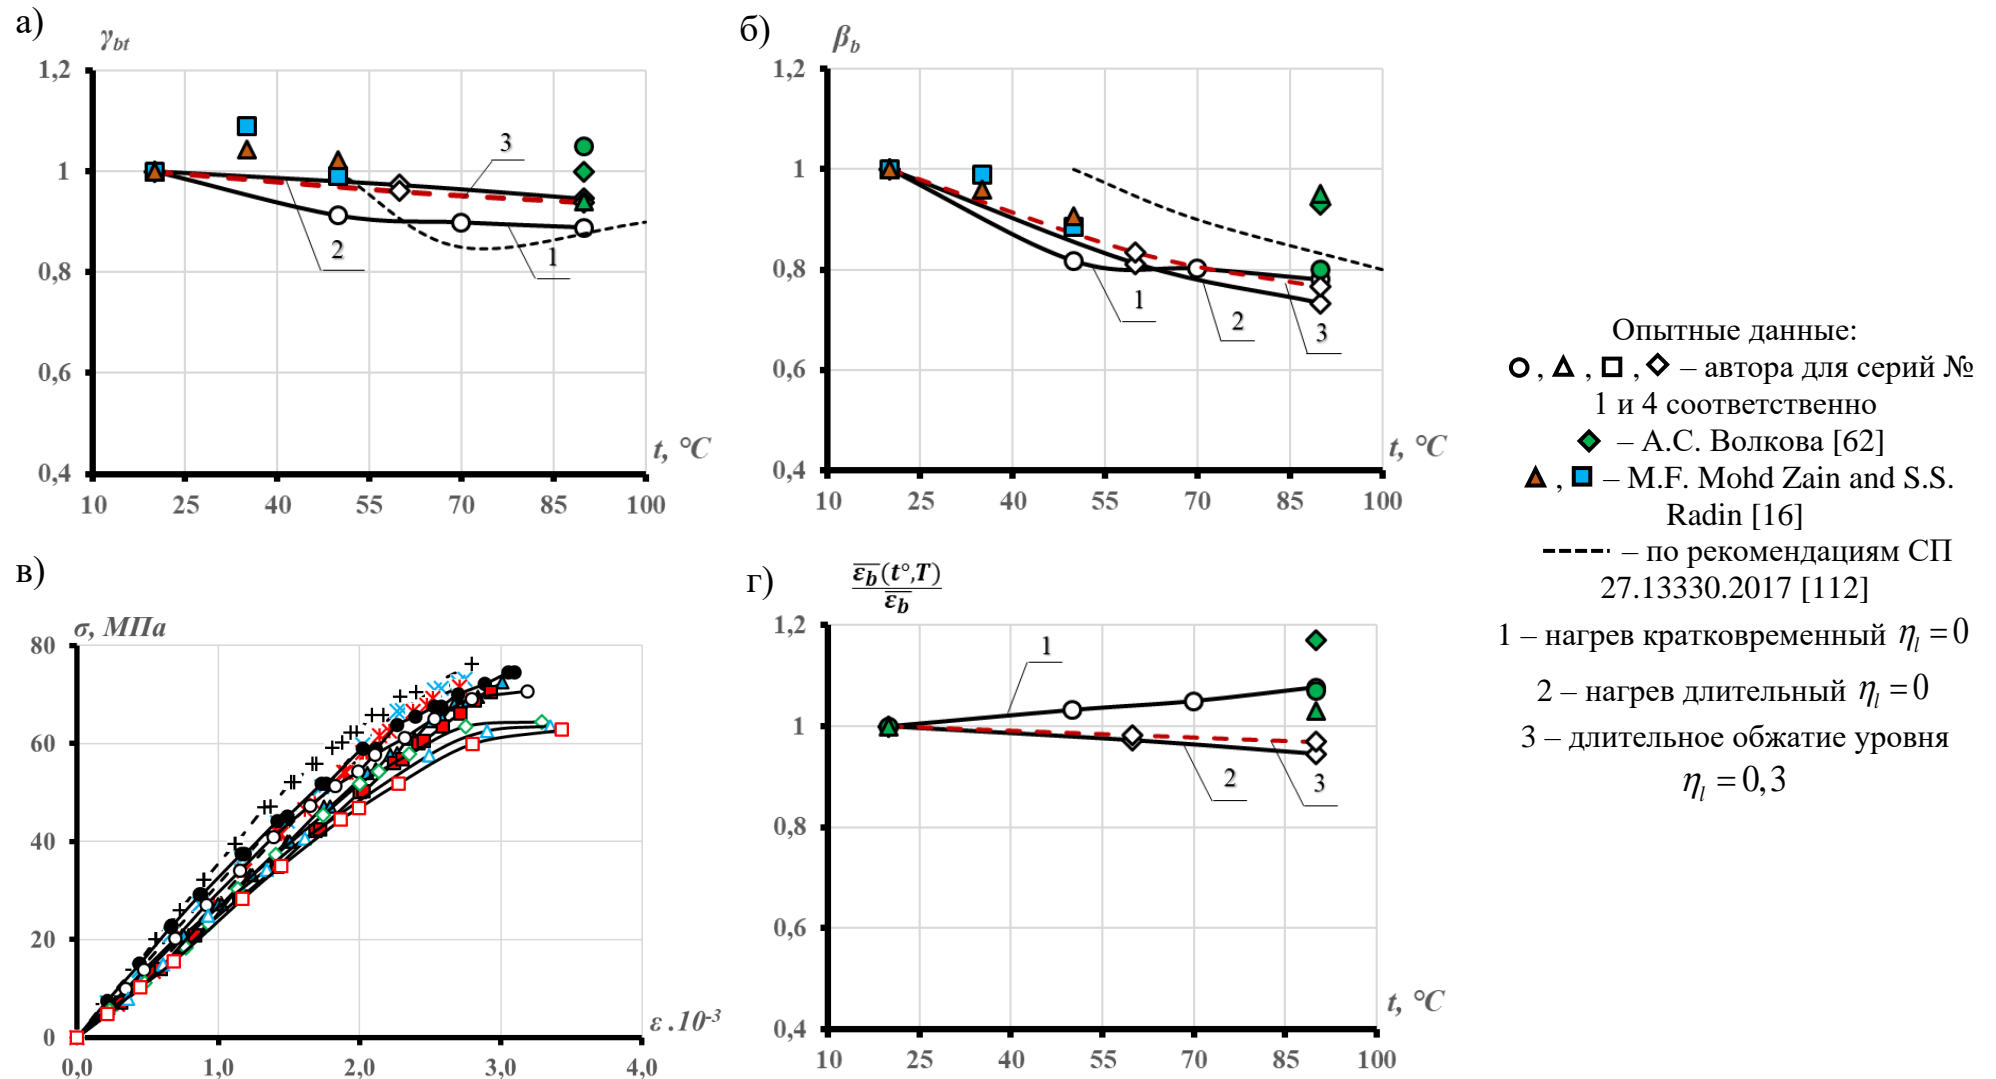 а)
γbt
1,2
1
0,8
0,6
0,4
10 25 40 55 70 85 100
t, °C
3
2
1
б)
βb
1,2
1
0,8
0,6
0,4
10 25 40 55 70 85 100
t, °C
1
2
3
в)
σ, МПа
80
60
40
20
0
0,0 1,0 2,0 3,0 4,0
ε .10-3
г)
εb(t°,T)
εb
1,2
1
0,8
0,6
0,4
10 25 40 55 70 85 100
t, °C
1
2
3
Опытные данные:
, , , – автора для серий №
1 и 4 соответственно
– А.С. Волкова [62]
, – M.F. Mohd Zain and S.S.
Radin [16]
– по рекомендациям СП
27.13330.2017 [112]
1 – нагрев кратковременный ηl = 0
2 – нагрев длительный ηl = 0
3 – длительное обжатие уровня
ηl = 0,3